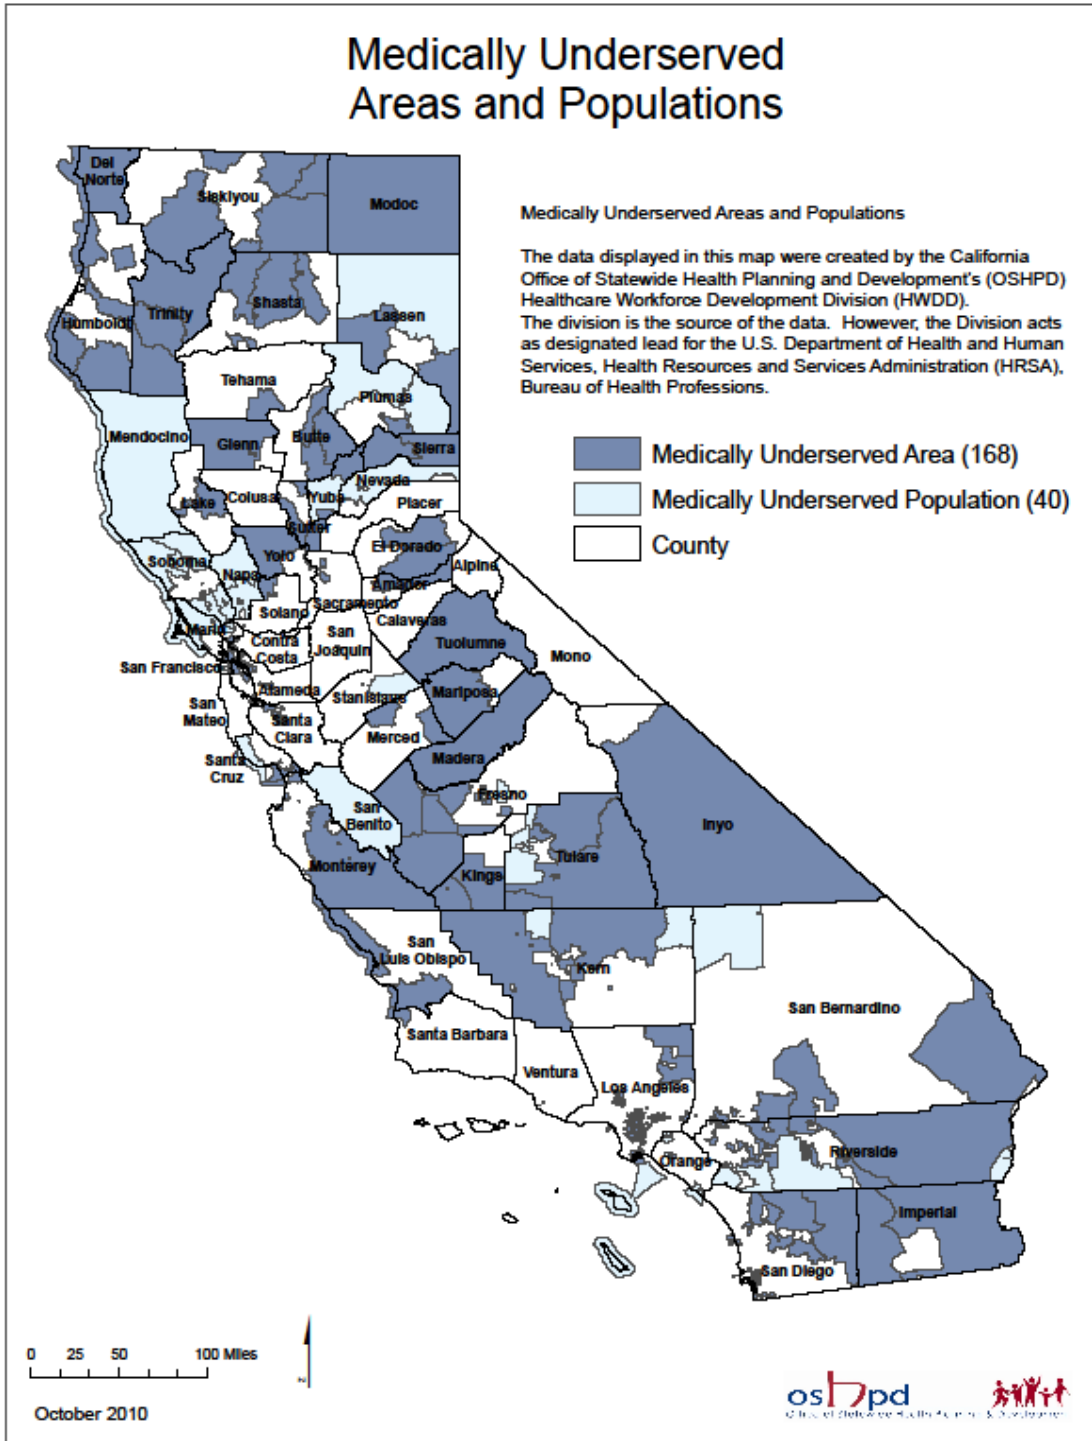 Medically Underserved
Areas and Populations
Medically Underserved Areas and Populations
The data displayed in this map were created by the California
Office of Statewide Health Planning and Development's (OSHPD)
Healthcare Workforce Development Division (HWDD).
The division is the source of the data. However, the Division acts
as designated lead for the U.S. Department of Health and Human
Services, Health Resources and Services Administration (HRSA),
Bureau of Health Professions.
Medically Underserved Area (168)
Medically Underserved Population (40)
County
Del
Norte
Siskiyou
Modoc
Humboldt
Trinity
Shasta
Lassen
Tehama
Plumas
Mendocino
Glenn
Butte
Sierra
Lake
Colusa
Yuba
Nevada
Placer
Sutter
Sonoma
Napa
Yolo
El Dorado
Alpine
Amador
Sacramento
Solano
Calaveras
Marin
Contra
Costa
San
Joaquin
Tuolumne
Mono
San Francisco
Alameda
Stanislaus
Mariposa
San
Mateo
Santa
Clara
Merced
Madera
Santa
Cruz
San
Benito
Fresno
Inyo
Monterey
Kings
Tulare
San
Luis Obispo
Kern
San Bernardino
Santa Barbara
Ventura
Los Angeles
Orange
Riverside
Imperial
San Diego
0 25 50 100 Miles
October 2010
oshpd
Office of Statewide Health Planning & Development